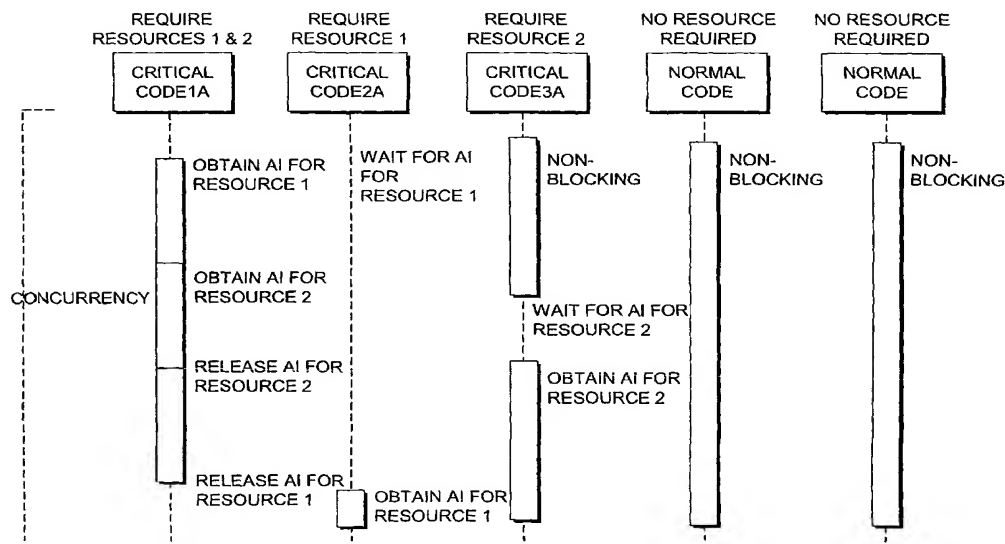 REQUIRE
RESOURCES 1 & 2
REQUIRE
RESOURCE 1
REQUIRE
RESOURCE 2
NO RESOURCE
REQUIRED
NO RESOURCE
REQUIRED
CRITICAL
CODE1A
CRITICAL
CODE2A
CRITICAL
CODE3A
NORMAL
CODE
NORMAL
CODE
OBTAIN AI FOR
RESOURCE 1
WAIT FOR AI
FOR
RESOURCE 1
NON-
BLOCKING
NON-
BLOCKING
NON-
BLOCKING
CONCURRENCY
OBTAIN AI FOR
RESOURCE 2
WAIT FOR AI FOR
RESOURCE 2
RELEASE AI FOR
RESOURCE 2
OBTAIN AI FOR
RESOURCE 2
RELEASE AI FOR
RESOURCE 1
OBTAIN AI FOR
RESOURCE 1